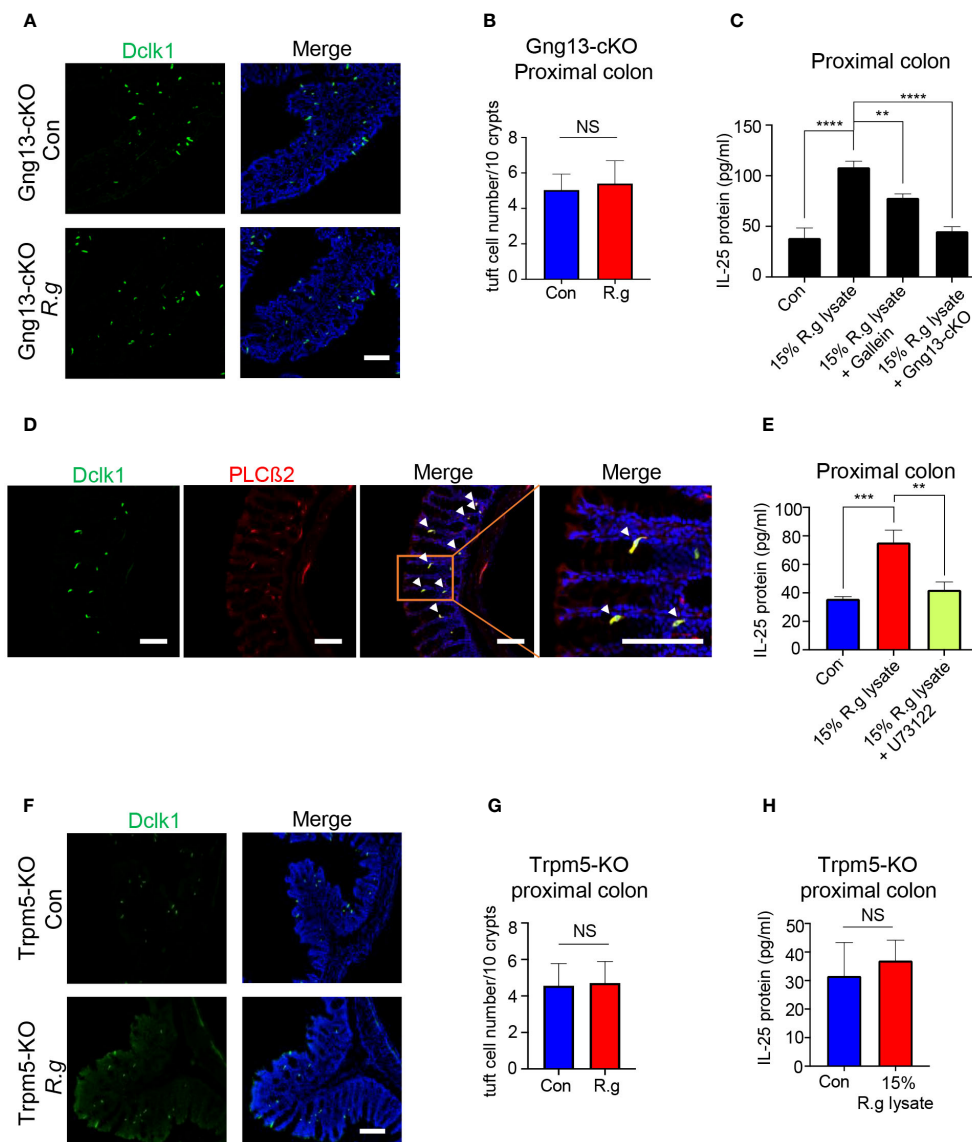 A
Dclk1
Merge
Gng13-cKO
Con
Gng13-cKO
R.g
B
Gng13-cKO
Proximal colon
tuft cell number/10 crypts
8
6
4
2
0
NS
Con
R.g
C
Proximal colon
IL-25 protein (pg/ml)
150
100
50
0
****
**
****
Con
15% R.g lysate
15% R.g lysate
+ Gallein
15% R.g lysate
+ Gng13-cKO
D
Dclk1
PLCß2
Merge
Merge
E
Proximal colon
IL-25 protein (pg/ml)
100
80
60
40
20
0
***
**
Con
15% R.g lysate
15% R.g lysate
+ U73122
F
Dclk1
Merge
Trpm5-KO
Con
Trpm5-KO
R.g
G
Trpm5-KO
proximal colon
tuft cell number/10 crypts
8
6
4
2
0
NS
Con
R.g
H
Trpm5-KO
proximal colon
IL-25 protein (pg/ml)
50
40
30
30
10
0
NS
Con
15%
R.g lysate